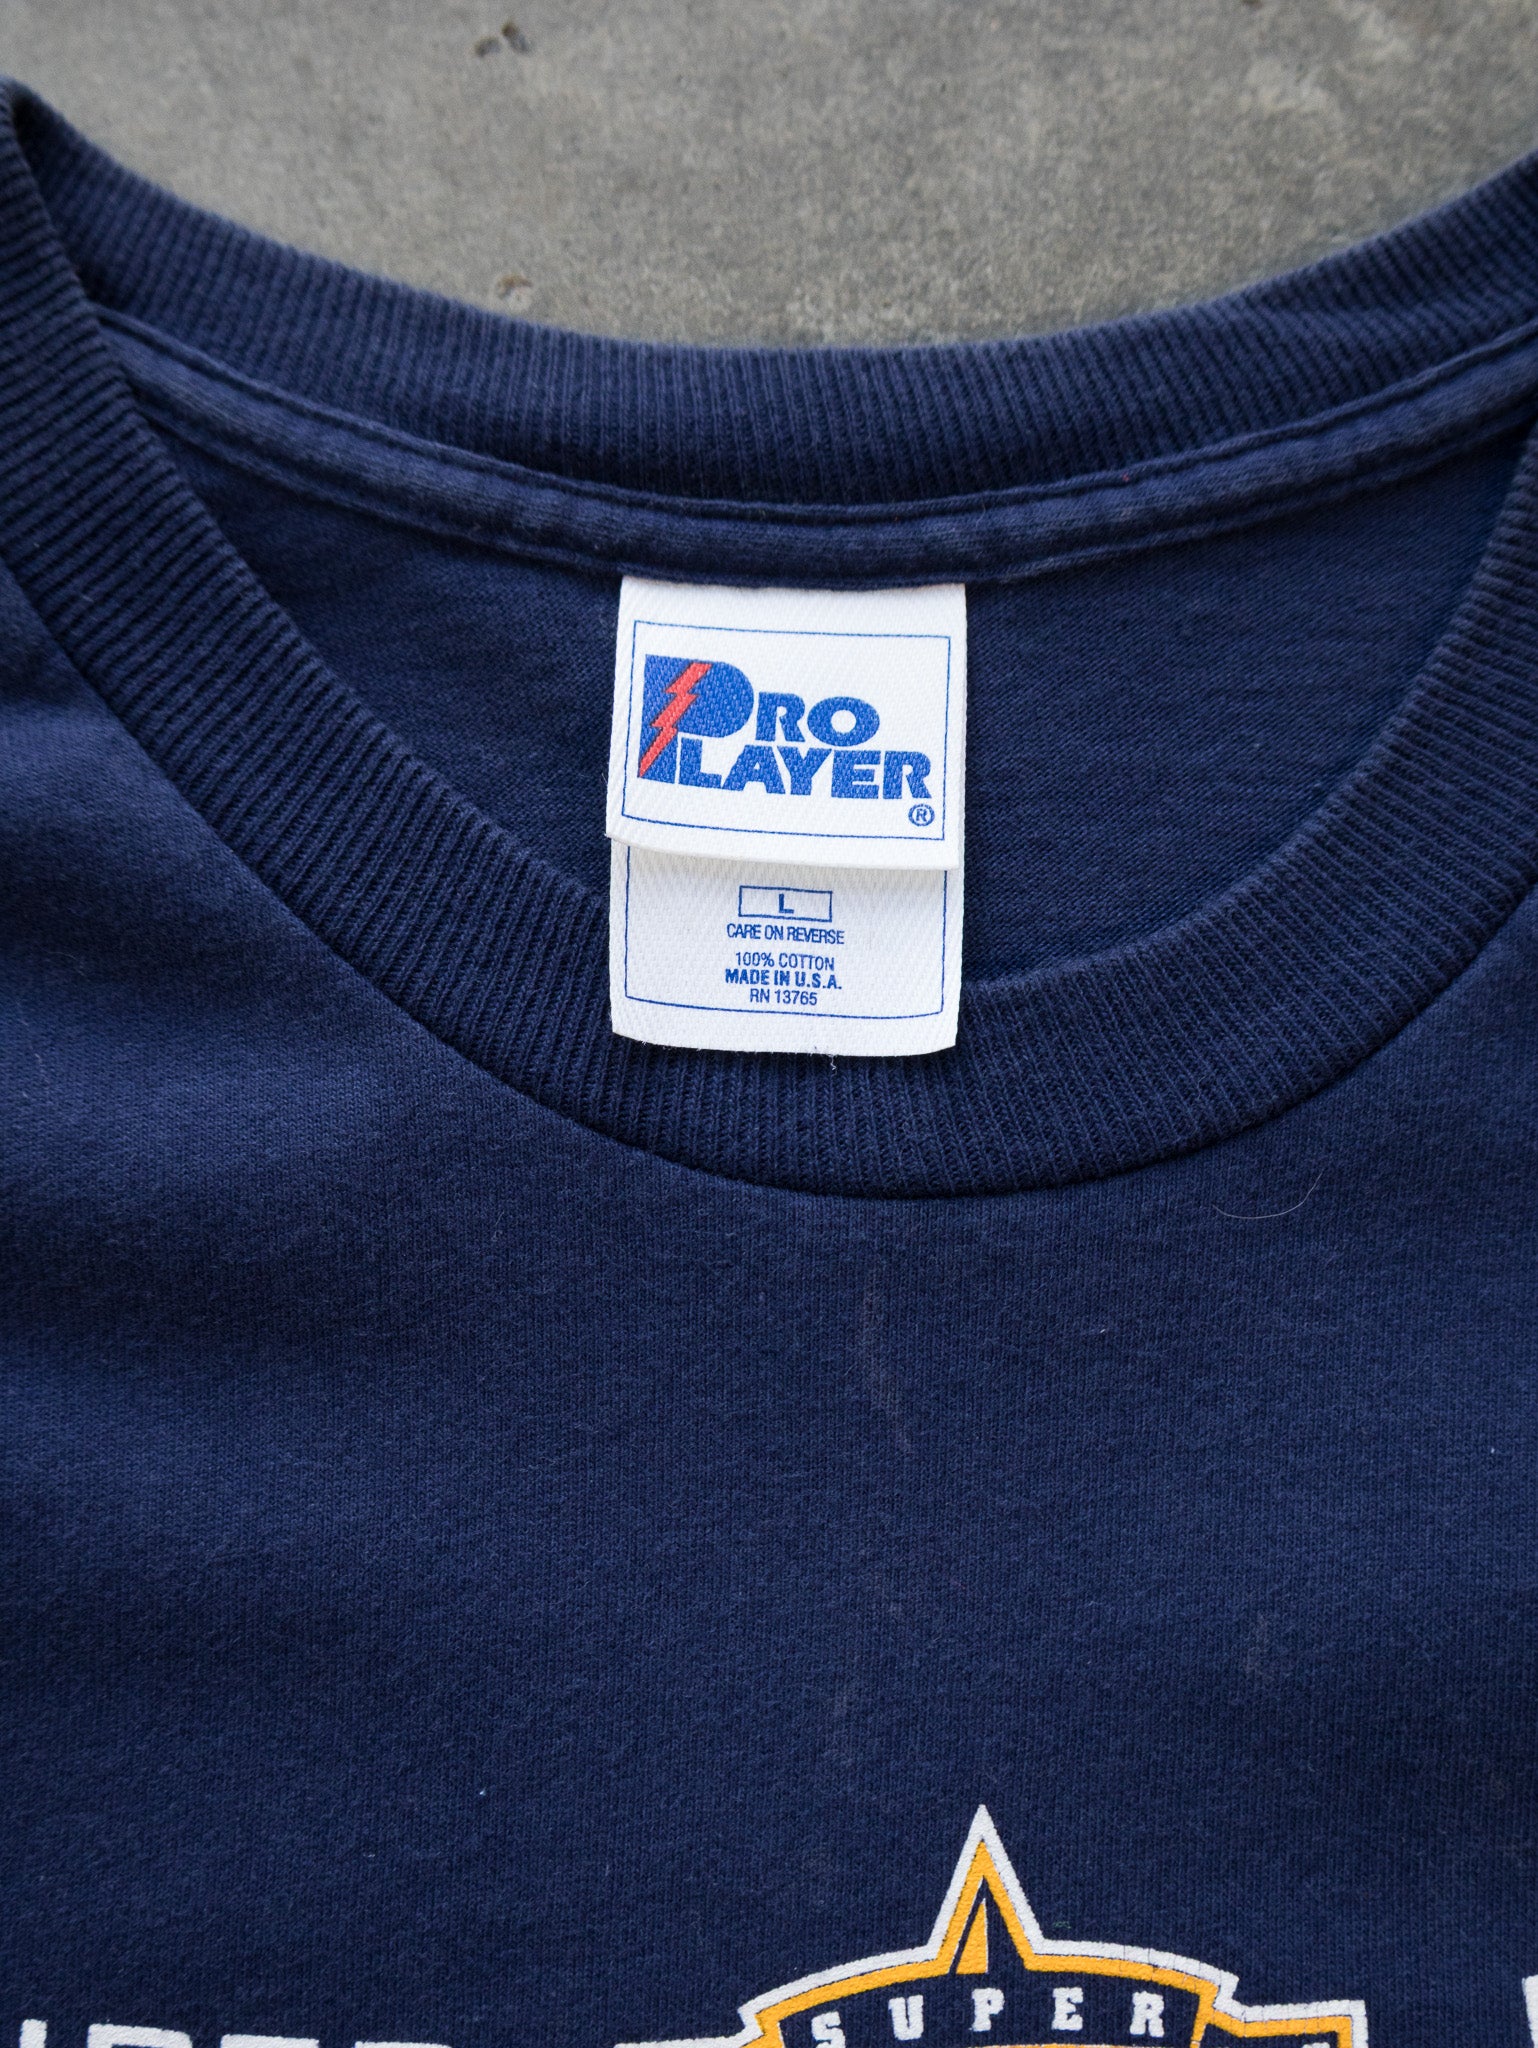 PRO
PLAYER
®
L
CARE ON REVERSE
100% COTTON
MADE IN U.S.A.
RN 13765
SUPER